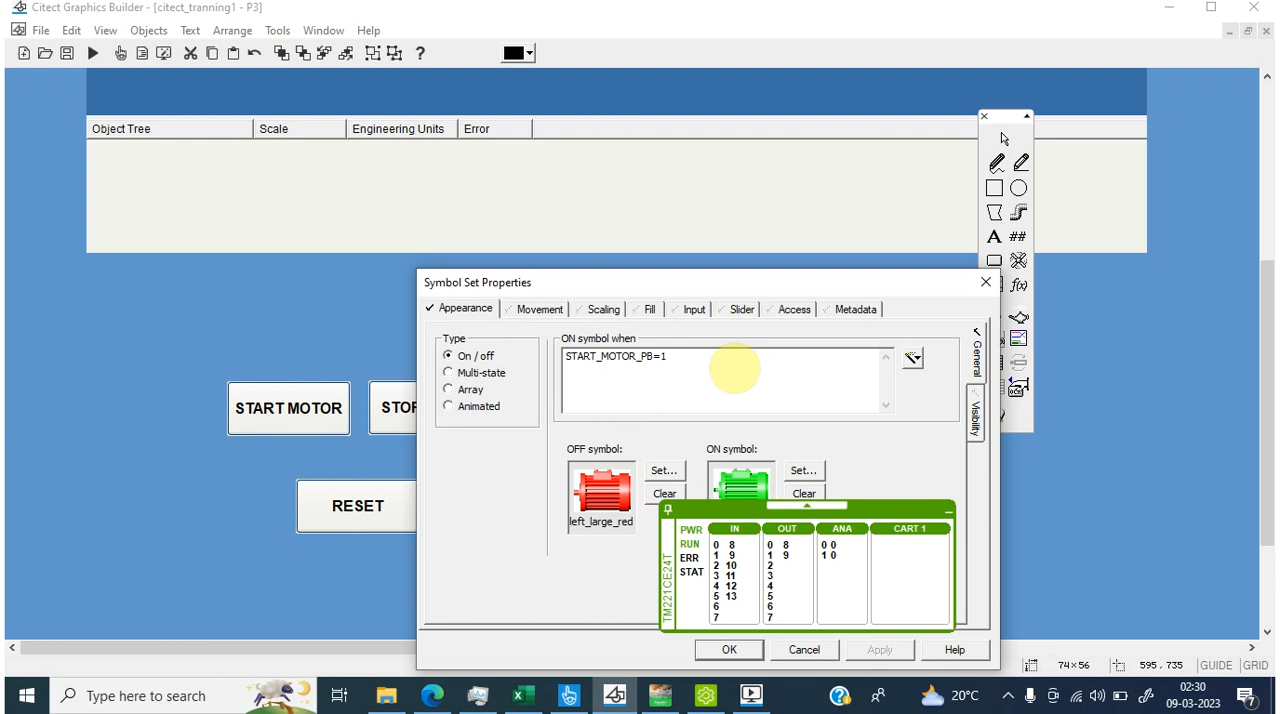 Citect Graphics Builder - [citect_tranning1 - P3]
File Edit View Objects Text Arrange Tools Window Help
Object Tree Scale Engineering Units Error
A ##
f(x)
START MOTOR
STOP
RESET
Symbol Set Properties
Appearance Movement Scaling Fill Input Slider Access Metadata
Type
On / off
Multi-state
Array
Animated
ON symbol when
START_MOTOR_PB=1
General
Visibility
OFF symbol:
Set...
Clear
left_large_red
ON symbol:
Set...
Clear
TM221CE24T
PWR
RUN
ERR
STAT
IN OUT ANA CART 1
0 8 0 8 0 0
1 9 1 9 1 0
2 10 2
3 11 3
4 12 4
5 13 5
6 6
7 7
OK Cancel Apply Help
74×56 595 , 735 GUIDE GRID
Type here to search
20°C
02:30
09-03-2023
7